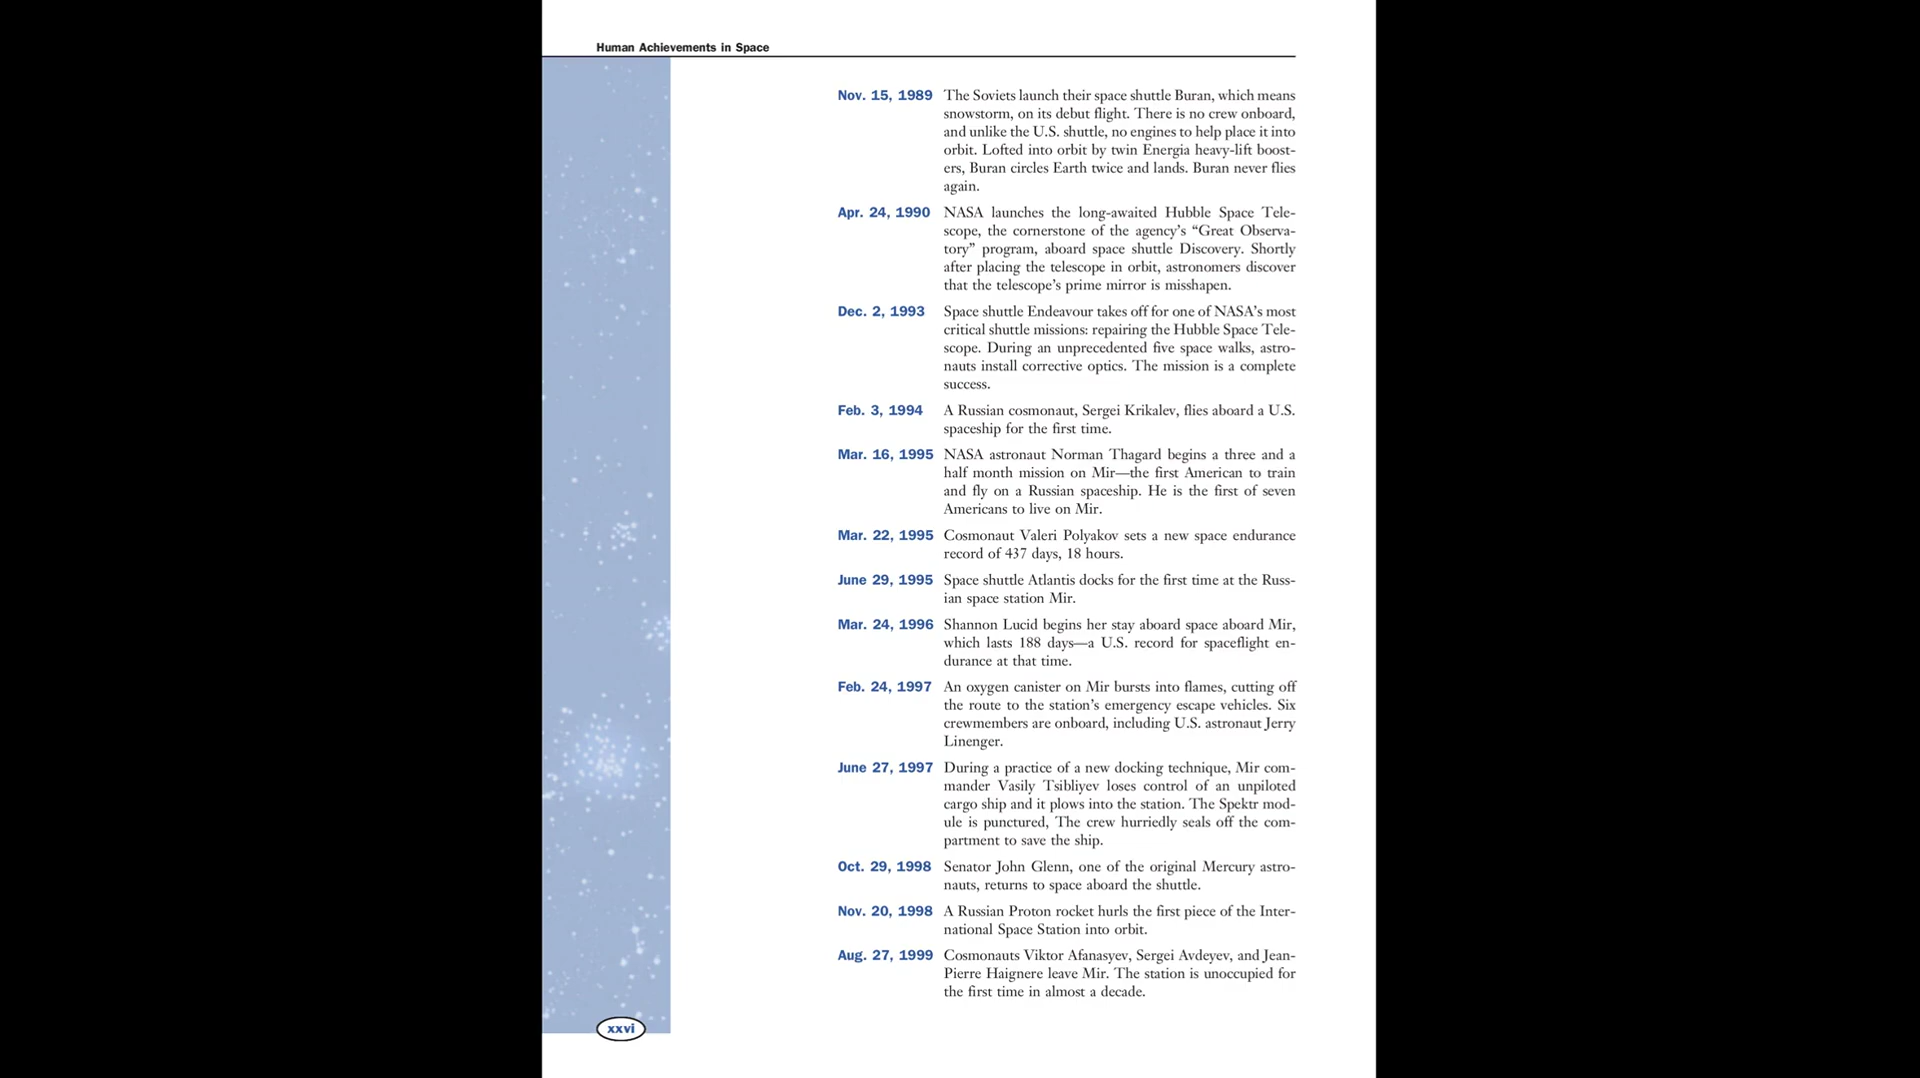 Human Achievements in Space
Nov. 15, 1989 The Soviets launch their space shuttle Buran, which means
snowstorm, on its debut flight. There is no crew onboard,
and unlike the U.S. shuttle, no engines to help place it into
orbit. Lofted into orbit by twin Energia heavy-lift boost-
ers, Buran circles Earth twice and lands. Buran never flies
again.
Apr. 24, 1990 NASA launches the long-awaited Hubble Space Tele-
scope, the cornerstone of the agency’s “Great Observa-
tory” program, aboard space shuttle Discovery. Shortly
after placing the telescope in orbit, astronomers discover
that the telescope’s prime mirror is misshapen.
Dec. 2, 1993 Space shuttle Endeavour takes off for one of NASA’s most
critical shuttle missions: repairing the Hubble Space Tele-
scope. During an unprecedented five space walks, astro-
nauts install corrective optics. The mission is a complete
success.
Feb. 3, 1994 A Russian cosmonaut, Sergei Krikalev, flies aboard a U.S.
spaceship for the first time.
Mar. 16, 1995 NASA astronaut Norman Thagard begins a three and a
half month mission on Mir—the first American to train
and fly on a Russian spaceship. He is the first of seven
Americans to live on Mir.
Mar. 22, 1995 Cosmonaut Valeri Polyakov sets a new space endurance
record of 437 days, 18 hours.
June 29, 1995 Space shuttle Atlantis docks for the first time at the Russ-
ian space station Mir.
Mar. 24, 1996 Shannon Lucid begins her stay aboard space aboard Mir,
which lasts 188 days—a U.S. record for spaceflight en-
durance at that time.
Feb. 24, 1997 An oxygen canister on Mir bursts into flames, cutting off
the route to the station’s emergency escape vehicles. Six
crewmembers are onboard, including U.S. astronaut Jerry
Linenger.
June 27, 1997 During a practice of a new docking technique, Mir com-
mander Vasily Tsibliyev loses control of an unpiloted
cargo ship and it plows into the station. The Spektr mod-
ule is punctured, The crew hurriedly seals off the com-
partment to save the ship.
Oct. 29, 1998 Senator John Glenn, one of the original Mercury astro-
nauts, returns to space aboard the shuttle.
Nov. 20, 1998 A Russian Proton rocket hurls the first piece of the Inter-
national Space Station into orbit.
Aug. 27, 1999 Cosmonauts Viktor Afanasyev, Sergei Avdeyev, and Jean-
Pierre Haignere leave Mir. The station is unoccupied for
the first time in almost a decade.
xxvi